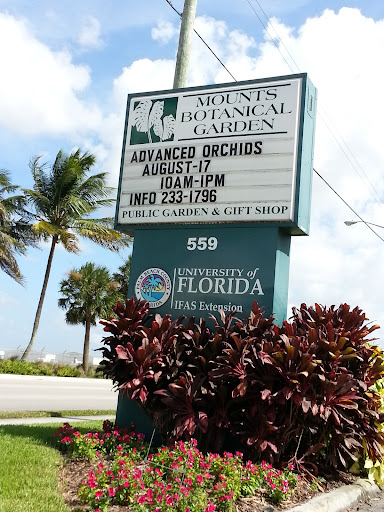 MOUNTS
BOTANICAL
GARDEN
ADVANCED ORCHIDS
AUGUST-17
10AM-1PM
INFO 233-1796
PUBLIC GARDEN & GIFT SHOP
559
UNIVERSITY of
FLORIDA
IFAS Extension